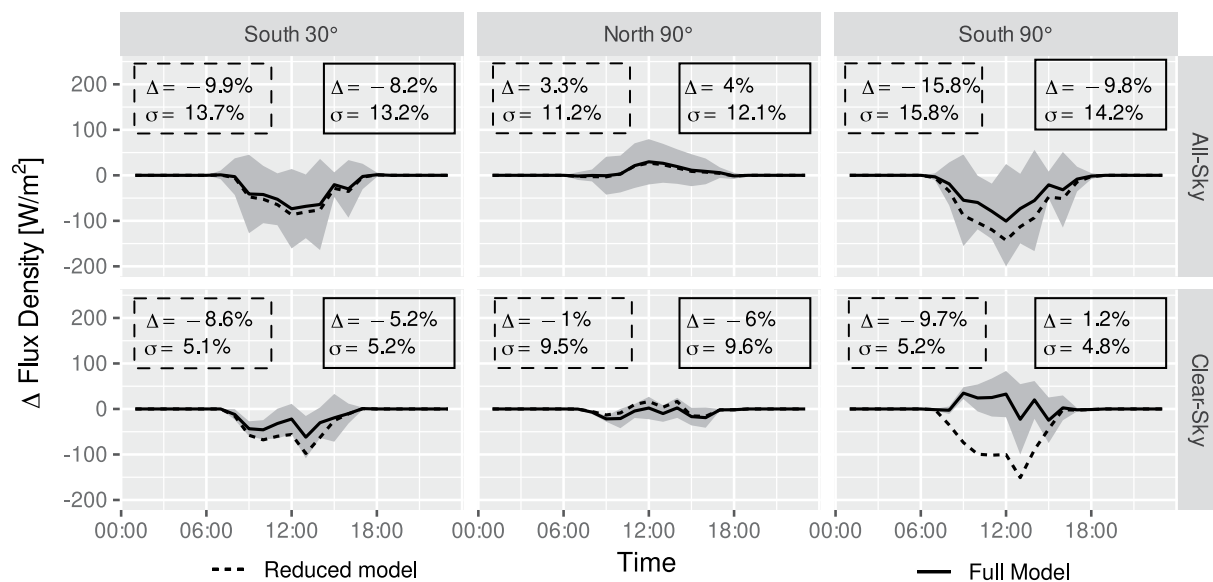 South 30°
North 90°
South 90°
Δ Flux Density [W/m²]
200
100
0
-100
-200
Δ = − 9.9%
σ = 13.7%
Δ = − 8.2%
σ = 13.2%
Δ = 3.3%
σ = 11.2%
Δ = 4%
σ = 12.1%
Δ = − 15.8%
σ = 15.8%
Δ = − 9.8%
σ = 14.2%
All-Sky
200
100
0
-100
-200
Δ = − 8.6%
σ = 5.1%
Δ = − 5.2%
σ = 5.2%
Δ = − 1%
σ = 9.5%
Δ = − 6%
σ = 9.6%
Δ = − 9.7%
σ = 5.2%
Δ = 1.2%
σ = 4.8%
Clear-Sky
00:00 06:00 12:00 18:00 00:00 06:00 12:00 18:00 00:00 06:00 12:00 18:00
Time
Reduced model
Full Model